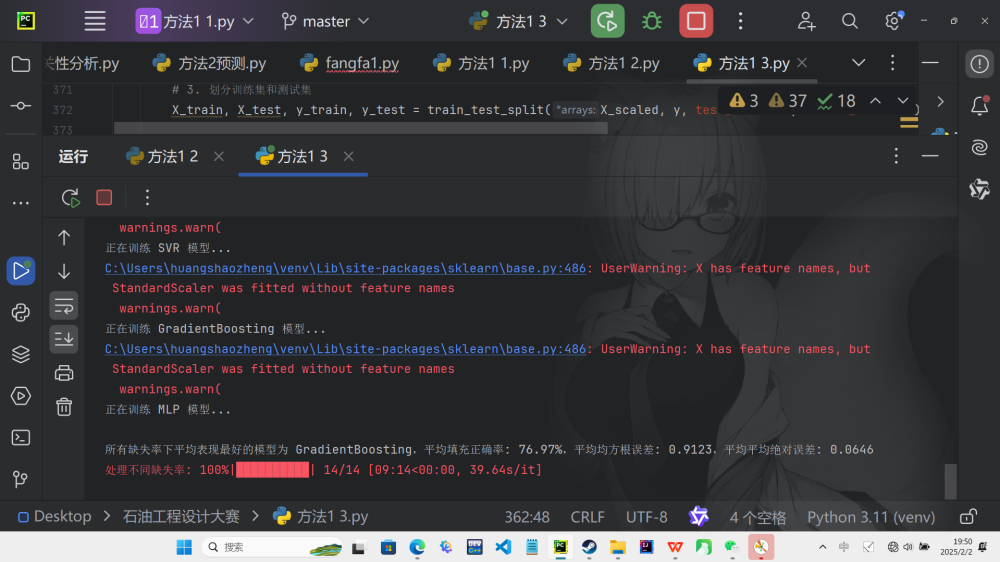 PC 01 方法1 1.py master 方法1 3
关性分析.py 方法2预测.py fangfa1.py 方法1 1.py 方法1 2.py 方法1 3.py
371 # 3. 划分训练集和测试集
372 X_train, X_test, y_train, y_test = train_test_split( *arrays: X_scaled, y, tes
3 37 18
373
运行 方法1 2 方法1 3
warnings.warn(
正在训练 SVR 模型...
C:\Users\huangshaozheng\venv\Lib\site-packages\sklearn\base.py:486: UserWarning: X has feature names, but
StandardScaler was fitted without feature names
warnings.warn(
正在训练 GradientBoosting 模型...
C:\Users\huangshaozheng\venv\Lib\site-packages\sklearn\base.py:486: UserWarning: X has feature names, but
StandardScaler was fitted without feature names
warnings.warn(
正在训练 MLP 模型...
所有缺失率下平均表现最好的模型为 GradientBoosting，平均填充正确率: 76.97%，平均均方根误差: 0.9123，平均平均绝对误差: 0.0646
处理不同缺失率: 100%|██████████| 14/14 [09:14<00:00, 39.64s/it]
Desktop > 石油工程设计大赛 > 方法1 3.py 362:48 CRLF UTF-8 4 个空格 Python 3.11 (venv)
搜索 中 19:50
2025/2/2